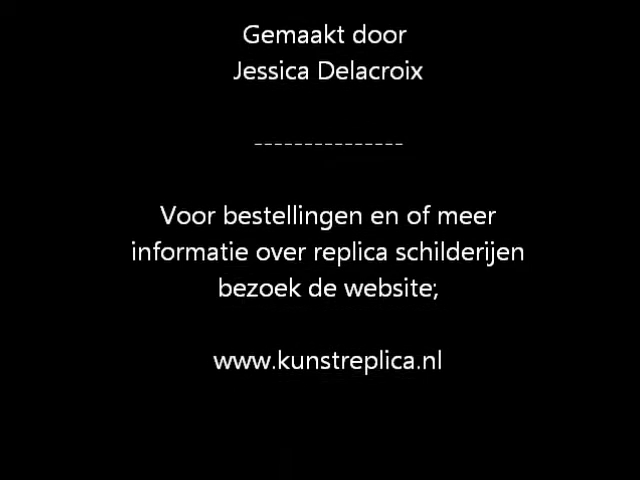 Gemaakt door
Jessica Delacroix
---------------
Voor bestellingen en of meer
informatie over replica schilderijen
bezoek de website;
www.kunstreplica.nl